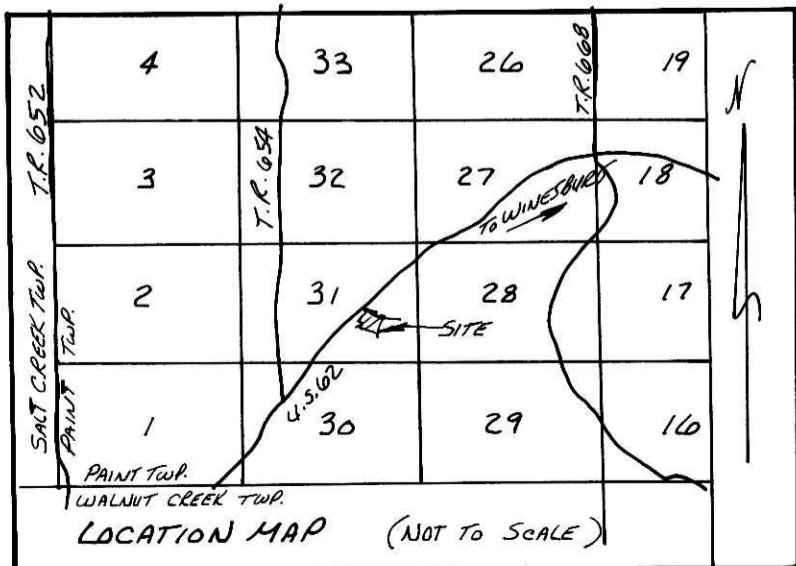 4 33 26 19
T.R. 652
T.R. 654
T.R. 668
N
3 32 27 18
TO WINESBURY
SALT CREEK TWP.
PAINT TWP.
2 31 28 17
SITE
U.S. 62
1 30 29 16
PAINT TWP.
WALNUT CREEK TWP.
LOCATION MAP (NOT TO SCALE)